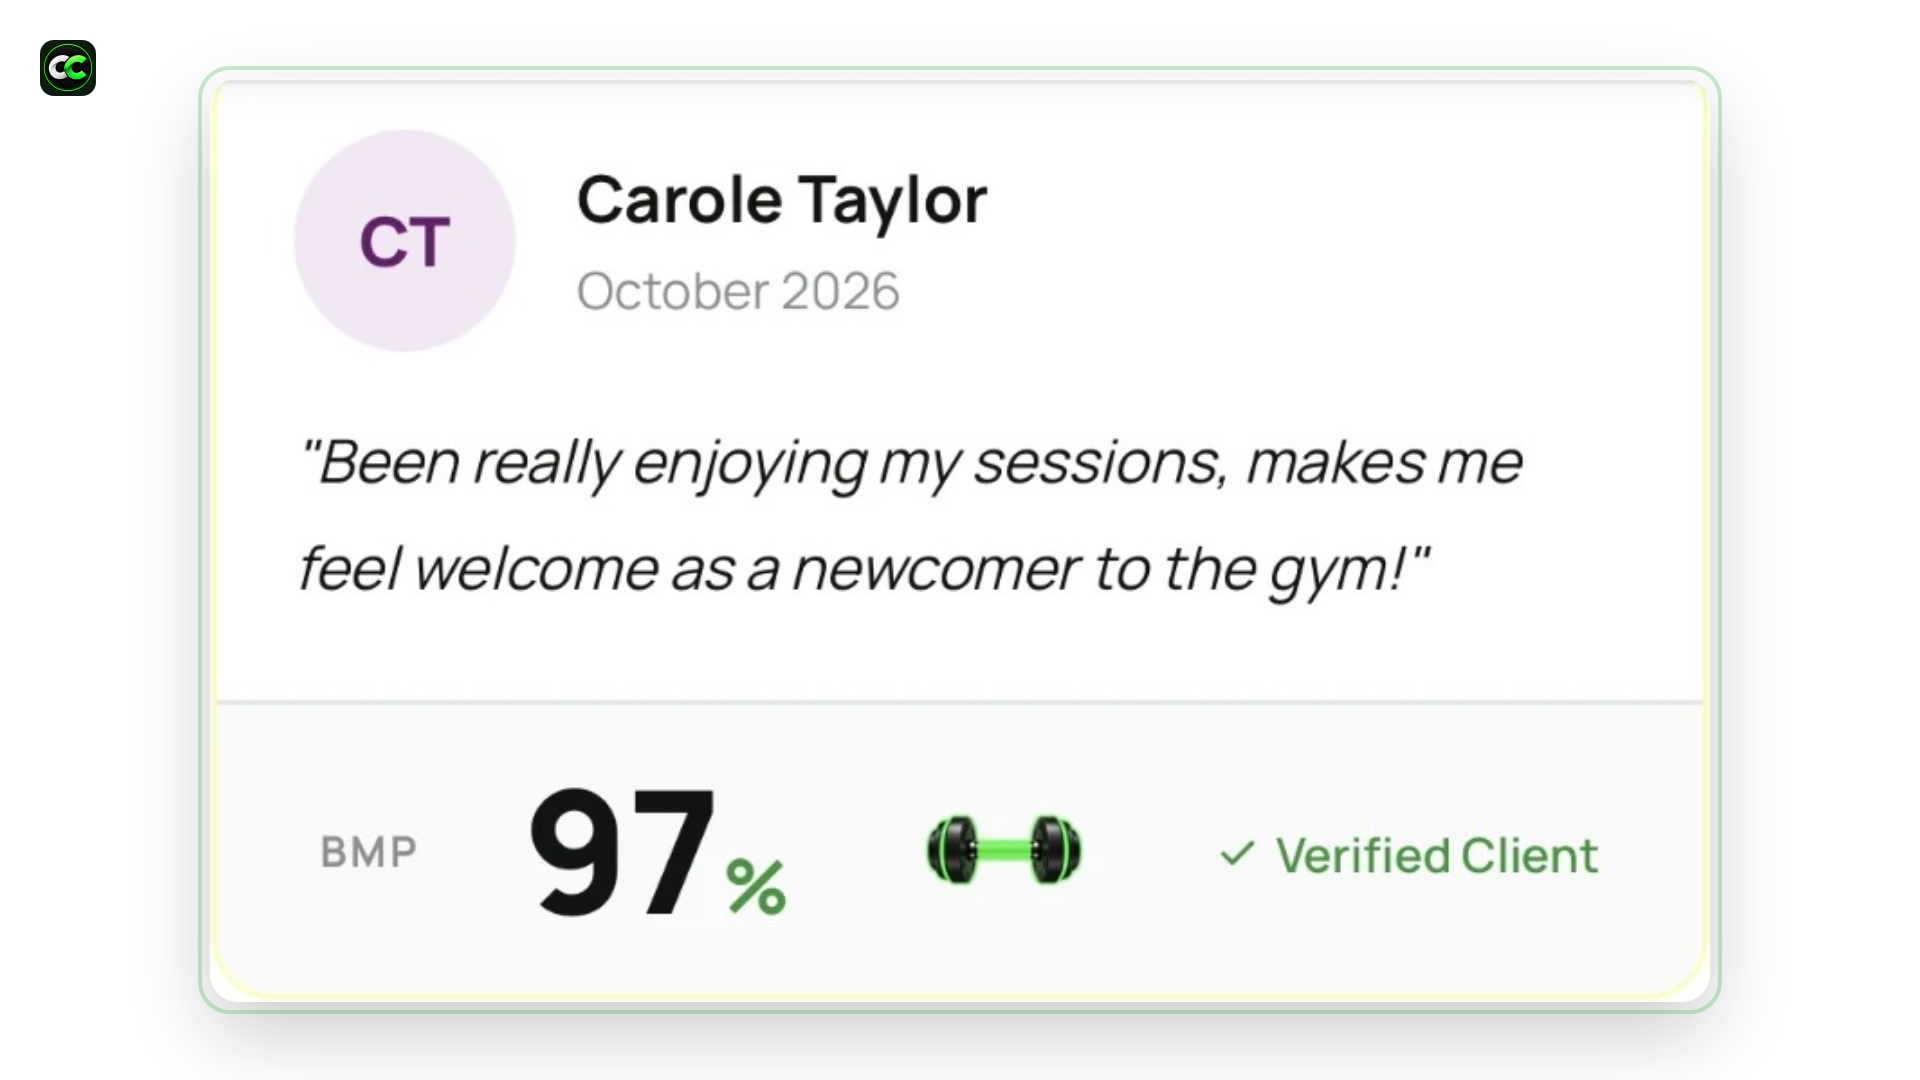 CC
CT
Carole Taylor
October 2026
"Been really enjoying my sessions, makes me
feel welcome as a newcomer to the gym!"
BMP
97%
✓ Verified Client